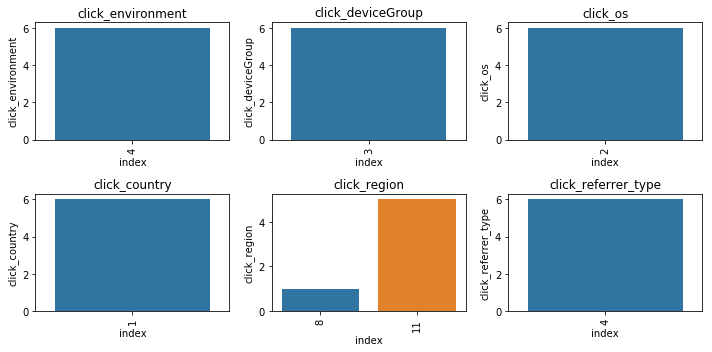 click_environment
click_environment
6
4
2
0
4
index
click_deviceGroup
click_deviceGroup
6
4
2
0
3
index
click_os
click_os
6
4
2
0
2
index
click_country
click_country
6
4
2
0
1
index
click_region
click_region
4
2
0
8
11
index
click_referrer_type
click_referrer_type
6
4
2
0
4
index